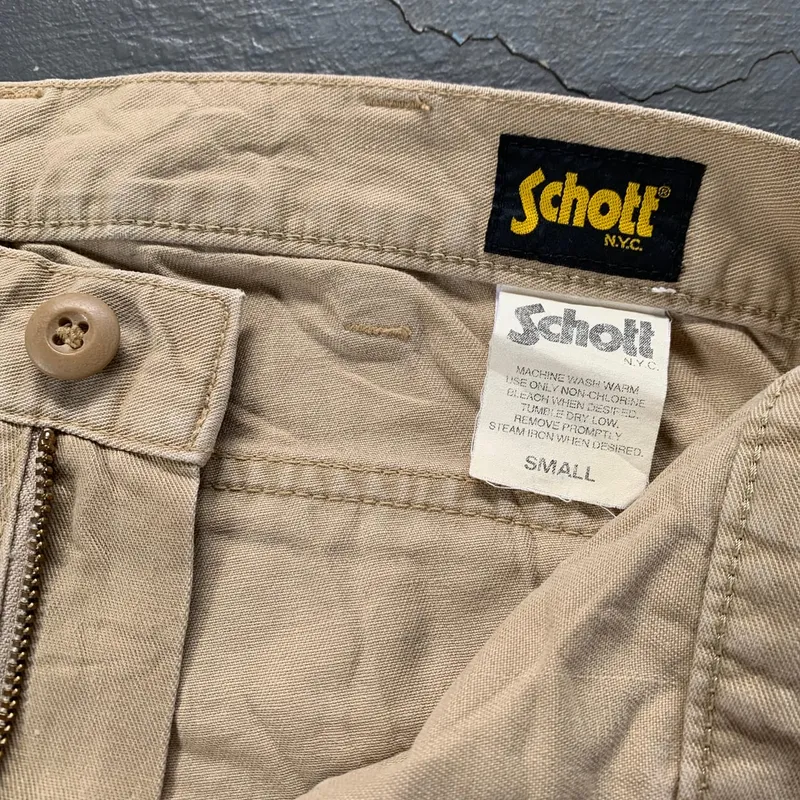 Schott®
N.Y.C.
Schott
N.Y.C.
MACHINE WASH WARM
USE ONLY NON-CHLORINE
BLEACH WHEN DESIRED.
TUMBLE DRY LOW,
REMOVE PROMPTLY
STEAM IRON WHEN DESIRED.
SMALL